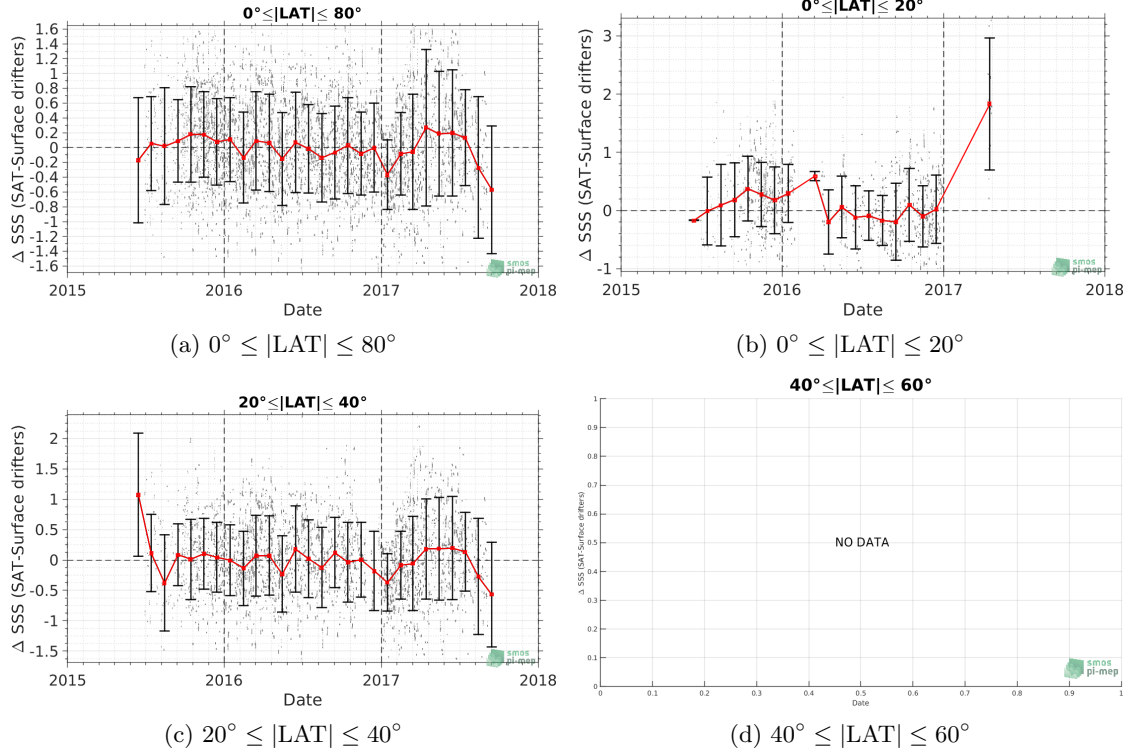 0°≤|LAT|≤ 80°
1.6
1.4
1.2
1
0.8
0.6
0.4
0.2
0
-0.2
-0.4
-0.6
-0.8
-1
-1.2
-1.4
-1.6
Δ SSS (SAT-Surface drifters)
2015 2016 2017 2018
Date
smos
pi-mep
(a) 0° ≤ |LAT| ≤ 80°
0°≤|LAT|≤ 20°
3
2
1
0
-1
Δ SSS (SAT-Surface drifters)
2015 2016 2017 2018
Date
smos
pi-mep
(b) 0° ≤ |LAT| ≤ 20°
20°≤|LAT|≤ 40°
2
1.5
1
0.5
0
-0.5
-1
-1.5
Δ SSS (SAT-Surface drifters)
2015 2016 2017 2018
Date
smos
pi-mep
(c) 20° ≤ |LAT| ≤ 40°
40°≤|LAT|≤ 60°
1
0.9
0.8
0.7
0.6
0.5
0.4
0.3
0.2
0.1
0
Δ SSS (SAT-Surface drifters)
NO DATA
0 0.1 0.2 0.3 0.4 0.5 0.6 0.7 0.8 0.9 1
Date
smos
pi-mep
(d) 40° ≤ |LAT| ≤ 60°